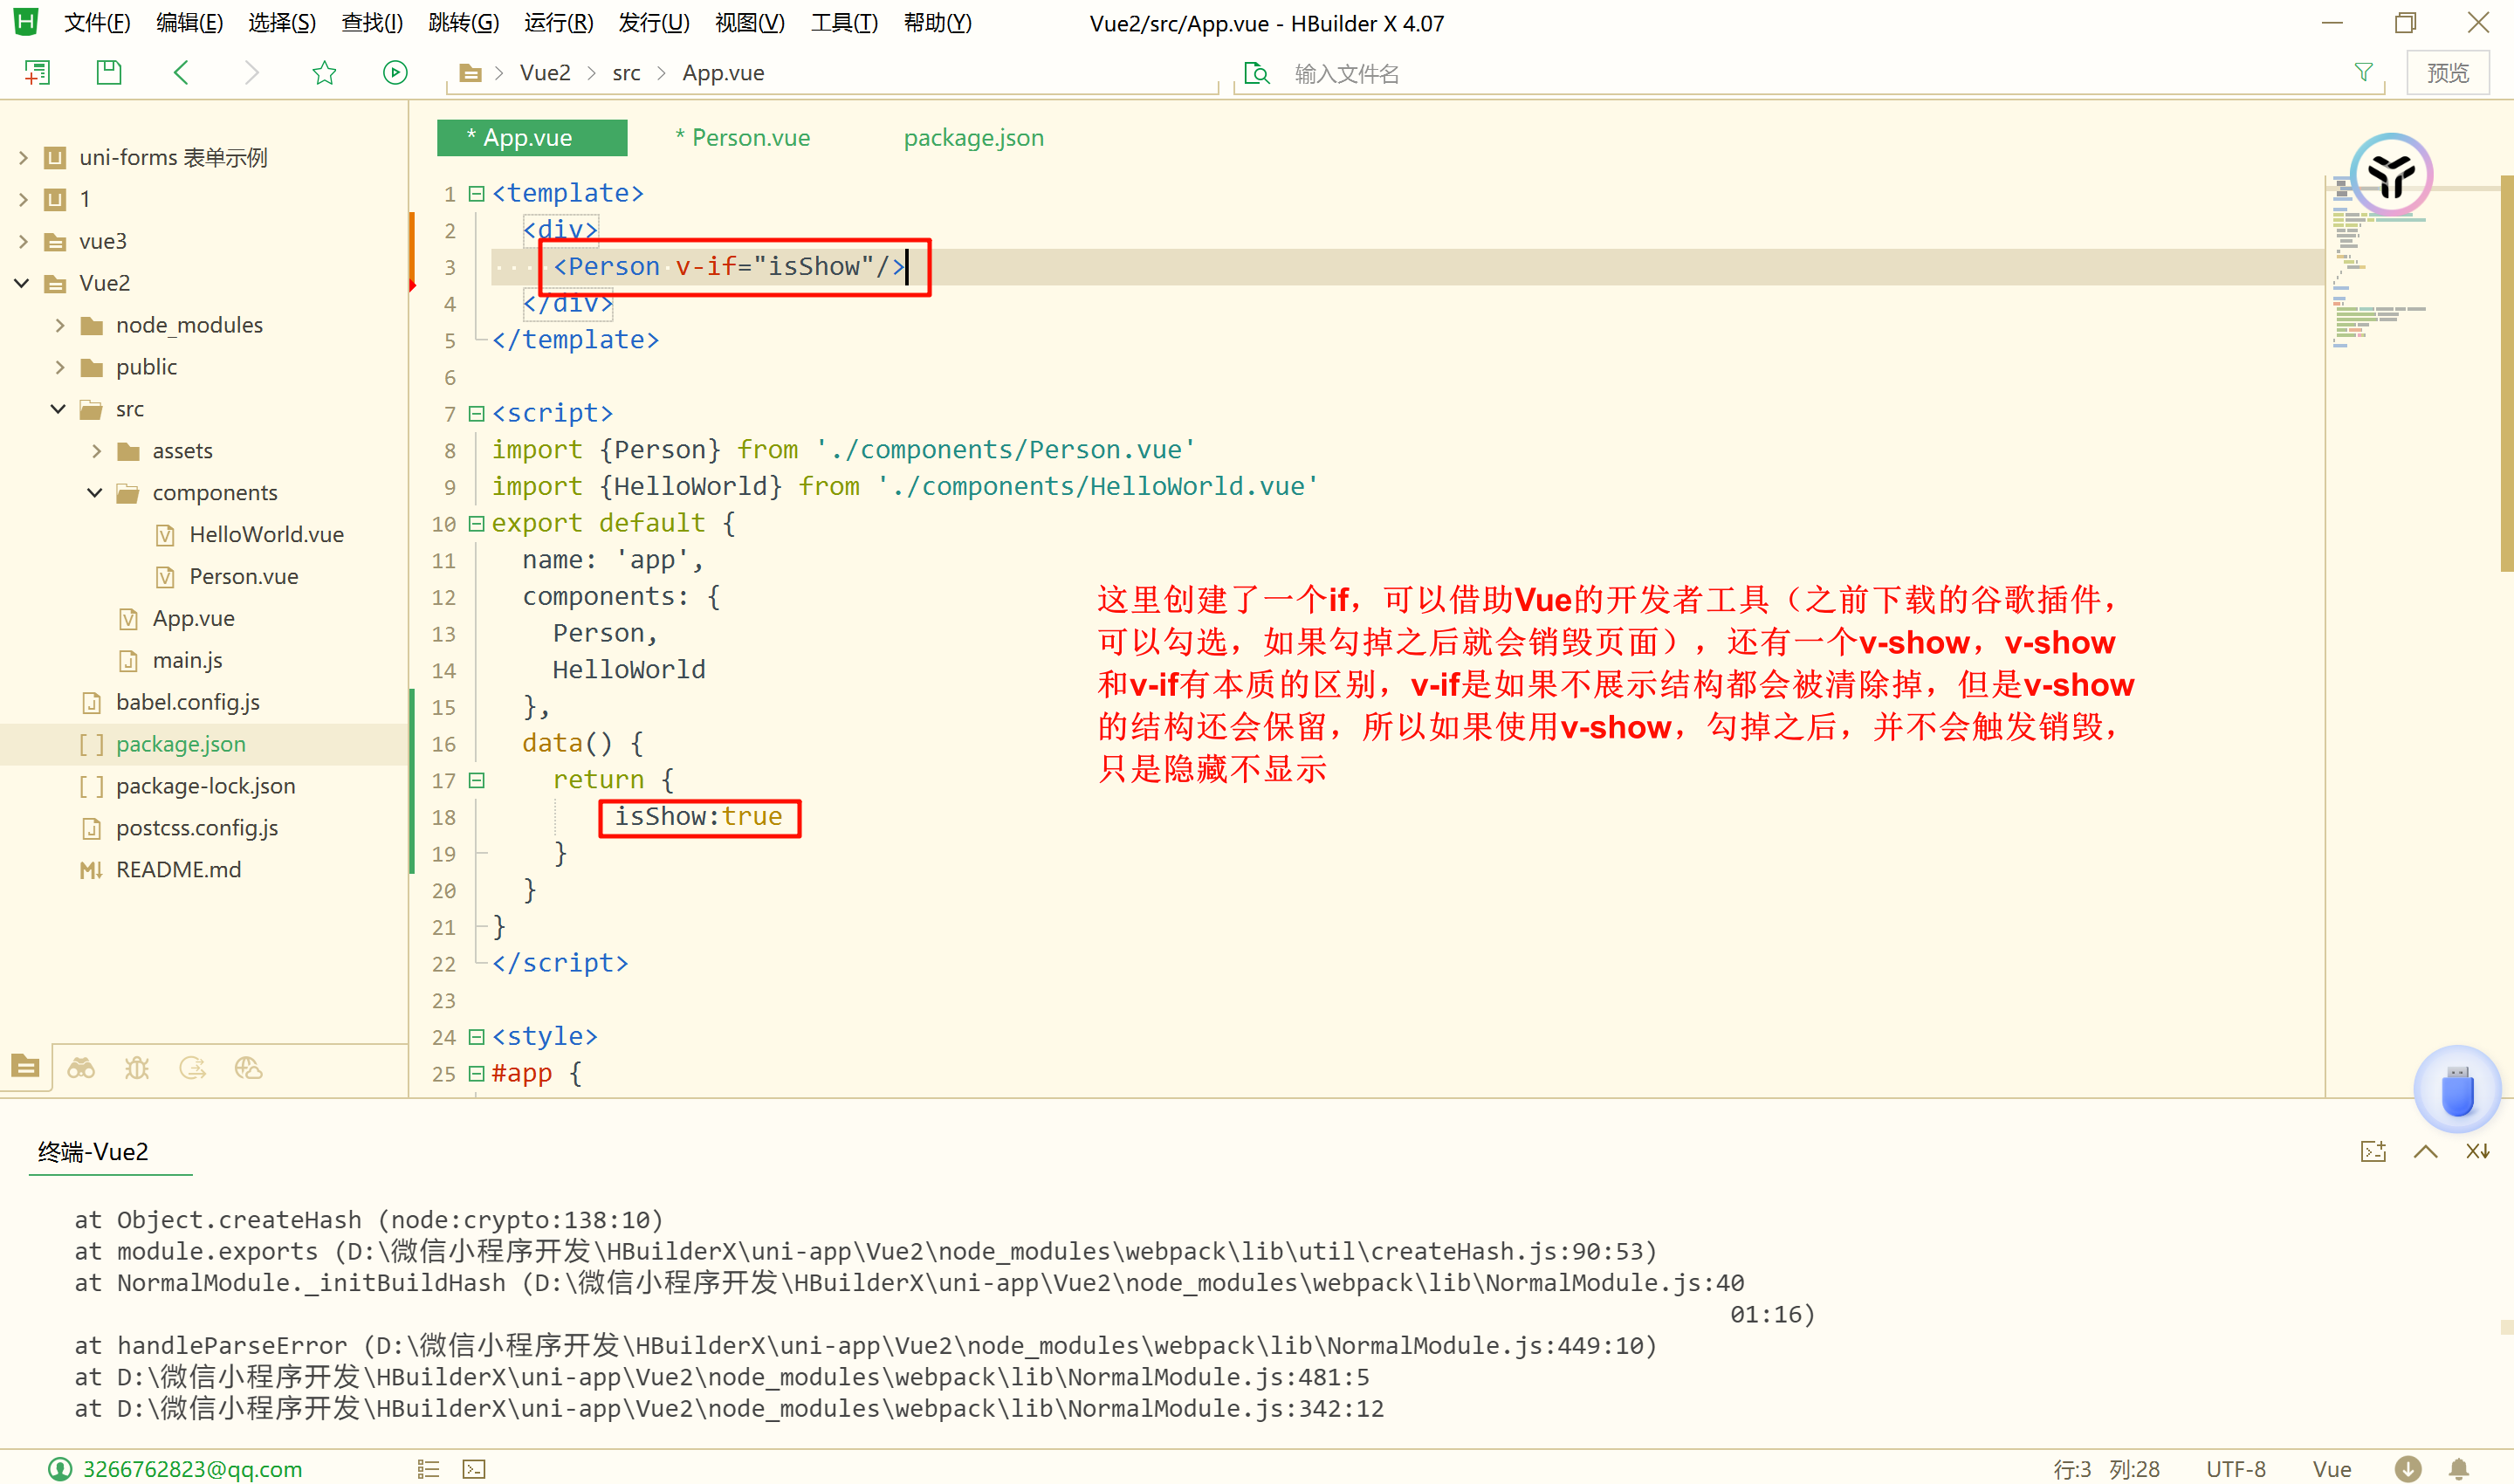 文件(F) 编辑(E) 选择(S) 查找(I) 跳转(G) 运行(R) 发行(U) 视图(V) 工具(T) 帮助(Y) Vue2/src/App.vue - HBuilder X 4.07
Vue2 src App.vue 输入文件名 预览
uni-forms 表单示例
1
vue3
Vue2
node_modules
public
src
assets
components
HelloWorld.vue
Person.vue
App.vue
main.js
babel.config.js
package.json
package-lock.json
postcss.config.js
README.md
* App.vue * Person.vue package.json
1 <template>
2 <div>
3 <Person v-if="isShow"/>
4 </div>
5 </template>
6
7 <script>
8 import {Person} from './components/Person.vue'
9 import {HelloWorld} from './components/HelloWorld.vue'
10 export default {
11 name: 'app',
12 components: {
13 Person,
14 HelloWorld
15 },
16 data() {
17 return {
18 isShow:true
19 }
20 }
21 }
22 </script>
23
24 <style>
25 #app {
这里创建了一个if，可以借助Vue的开发者工具（之前下载的谷歌插件，
可以勾选，如果勾掉之后就会销毁页面），还有一个v-show，v-show
和v-if有本质的区别，v-if是如果不展示结构都会被清除掉，但是v-show
的结构还会保留，所以如果使用v-show，勾掉之后，并不会触发销毁，
只是隐藏不显示
终端-Vue2
at Object.createHash (node:crypto:138:10)
at module.exports (D:\微信小程序开发\HBuilderX\uni-app\Vue2\node_modules\webpack\lib\util\createHash.js:90:53)
at NormalModule._initBuildHash (D:\微信小程序开发\HBuilderX\uni-app\Vue2\node_modules\webpack\lib\NormalModule.js:40
01:16)
at handleParseError (D:\微信小程序开发\HBuilderX\uni-app\Vue2\node_modules\webpack\lib\NormalModule.js:449:10)
at D:\微信小程序开发\HBuilderX\uni-app\Vue2\node_modules\webpack\lib\NormalModule.js:481:5
at D:\微信小程序开发\HBuilderX\uni-app\Vue2\node_modules\webpack\lib\NormalModule.js:342:12
3266762823@qq.com 行:3 列:28 UTF-8 Vue